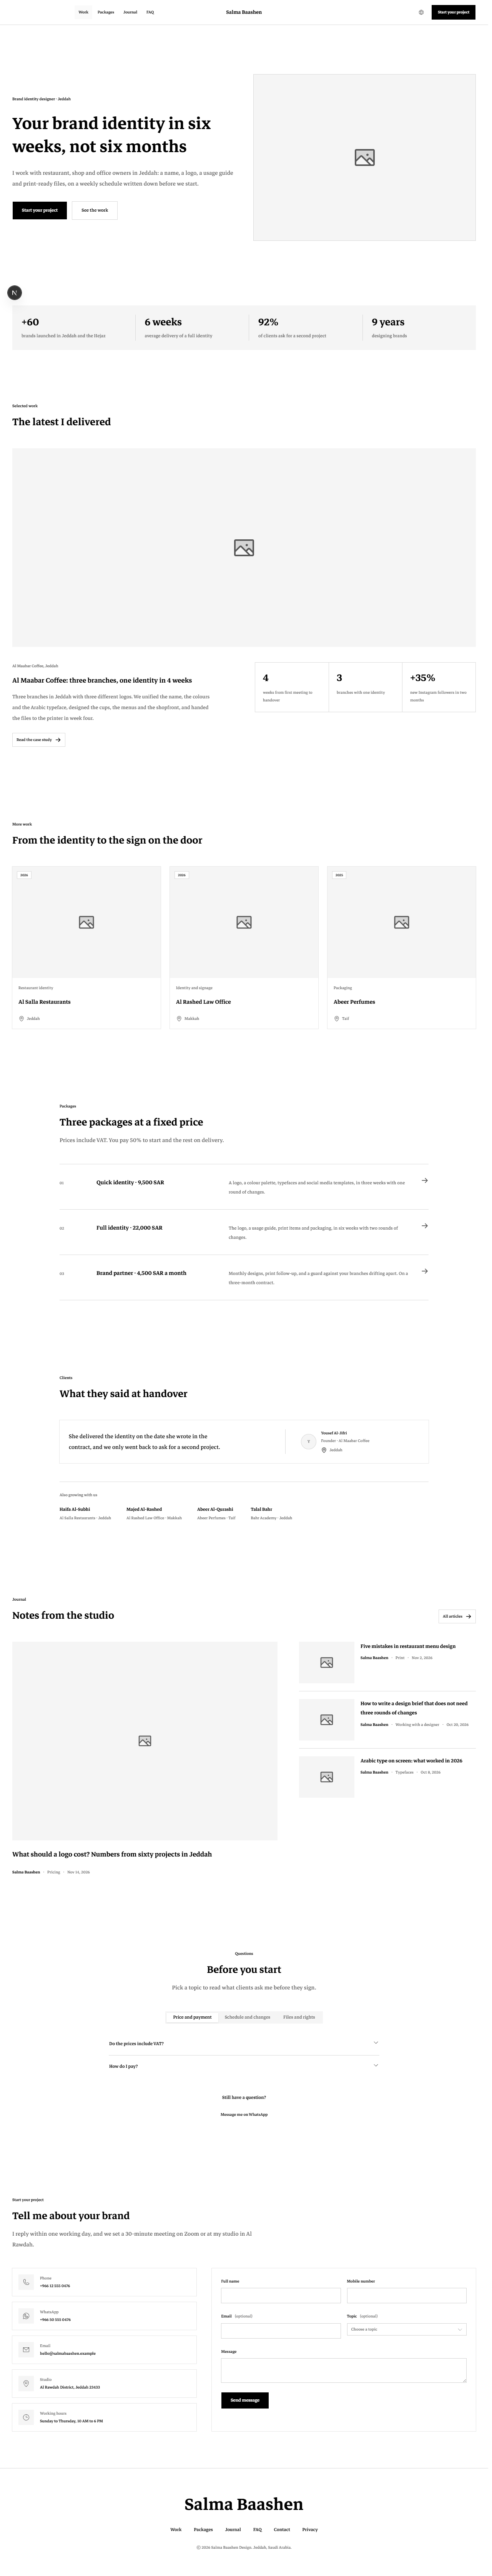 Work
Packages
Journal
FAQ
Salma Baashen
Start your project
Brand identity designer · Jeddah
Your brand identity in six
weeks, not six months
I work with restaurant, shop and office owners in Jeddah: a name, a logo, a usage guide
and print-ready files, on a weekly schedule written down before we start.
Start your project
See the work
N
+60
brands launched in Jeddah and the Hejaz
6 weeks
average delivery of a full identity
92%
of clients ask for a second project
9 years
designing brands
Selected work
The latest I delivered
Al Maabar Coffee, Jeddah
Al Maabar Coffee: three branches, one identity in 4 weeks
Three branches in Jeddah with three different logos. We unified the name, the colours
and the Arabic typeface, designed the cups, the menus and the shopfront, and handed
the files to the printer in week four.
Read the case study
4
weeks from first meeting to
handover
3
branches with one identity
+35%
new Instagram followers in two
months
More work
From the identity to the sign on the door
2026
Restaurant identity
Al Salla Restaurants
Jeddah
2026
Identity and signage
Al Rashed Law Office
Makkah
2025
Packaging
Abeer Perfumes
Taif
Packages
Three packages at a fixed price
Prices include VAT. You pay 50% to start and the rest on delivery.
01
Quick identity · 9,500 SAR
A logo, a colour palette, typefaces and social media templates, in three weeks with one
round of changes.
02
Full identity · 22,000 SAR
The logo, a usage guide, print items and packaging, in six weeks with two rounds of
changes.
03
Brand partner · 4,500 SAR a month
Monthly designs, print follow-up, and a guard against your branches drifting apart. On a
three-month contract.
Clients
What they said at handover
She delivered the identity on the date she wrote in the
contract, and we only went back to ask for a second project.
Y
Yousef Al-Jifri
Founder · Al Maabar Coffee
Jeddah
Also growing with us
Haifa Al-Subhi
Al Salla Restaurants · Jeddah
Majed Al-Rashed
Al Rashed Law Office · Makkah
Abeer Al-Qurashi
Abeer Perfumes · Taif
Talal Bahr
Bahr Academy · Jeddah
Journal
Notes from the studio
All articles
What should a logo cost? Numbers from sixty projects in Jeddah
Salma Baashen · Pricing · Nov 14, 2026
Five mistakes in restaurant menu design
Salma Baashen · Print · Nov 2, 2026
How to write a design brief that does not need
three rounds of changes
Salma Baashen · Working with a designer · Oct 20, 2026
Arabic type on screen: what worked in 2026
Salma Baashen · Typefaces · Oct 8, 2026
Questions
Before you start
Pick a topic to read what clients ask me before they sign.
Price and payment
Schedule and changes
Files and rights
Do the prices include VAT?
How do I pay?
Still have a question?
Message me on WhatsApp
Start your project
Tell me about your brand
I reply within one working day, and we set a 30-minute meeting on Zoom or at my studio in Al
Rawdah.
Phone
+966 12 555 0476
WhatsApp
+966 50 555 0476
Email
hello@salmabaashen.example
Studio
Al Rawdah District, Jeddah 23433
Working hours
Sunday to Thursday, 10 AM to 6 PM
Full name
Mobile number
Email (optional)
Topic (optional)
Choose a topic
Message
Send message
Salma Baashen
Work
Packages
Journal
FAQ
Contact
Privacy
© 2026 Salma Baashen Design. Jeddah, Saudi Arabia.